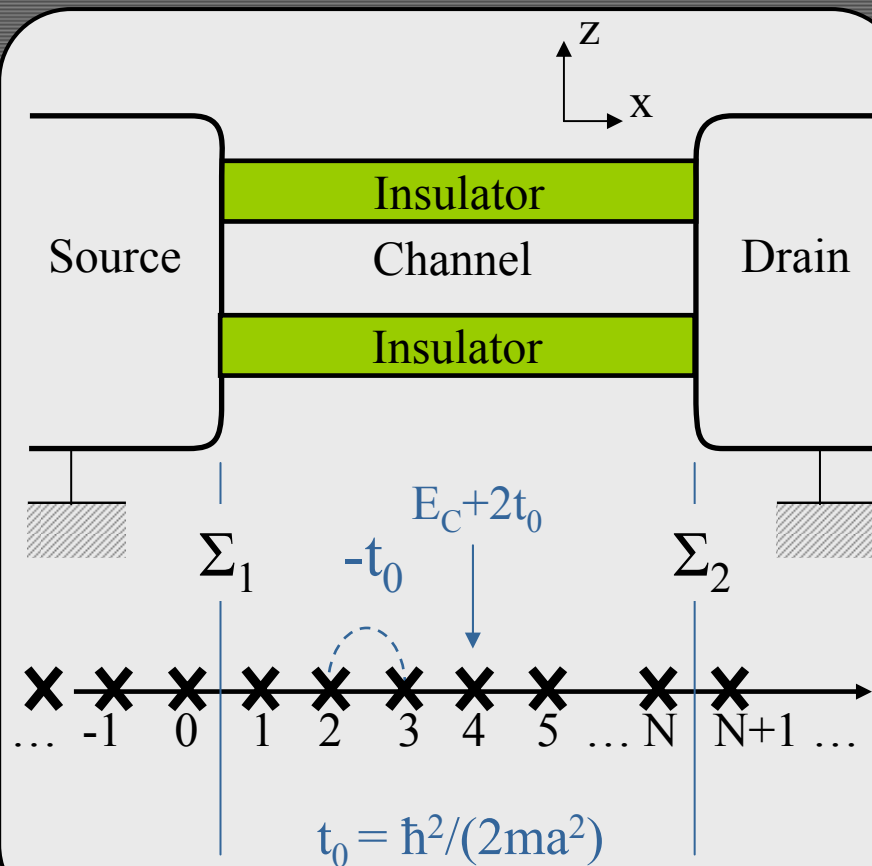 z
x
Insulator
Source Channel Drain
Insulator
E_C+2t_0
Σ_1 -t_0 Σ_2
... -1 0 1 2 3 4 5 ... N N+1 ...
t_0 = ħ²/(2ma²)